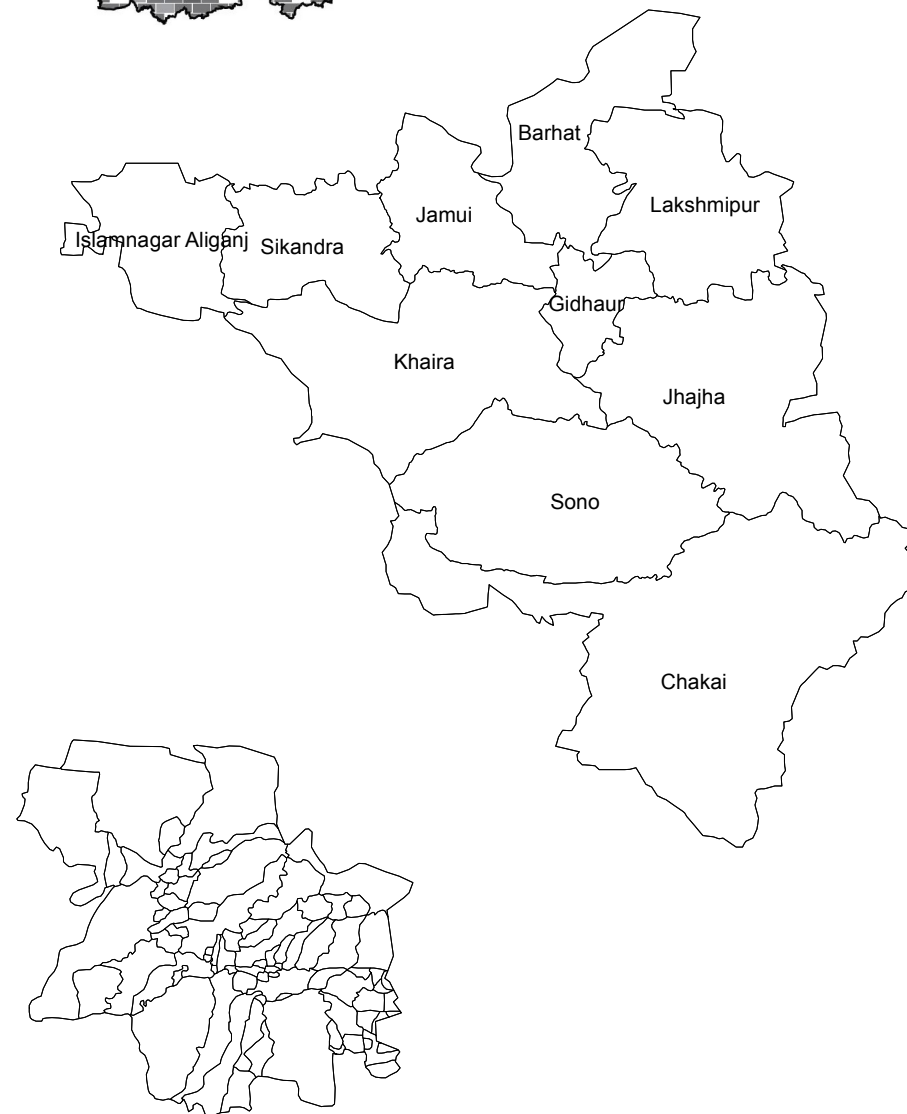 Barhat
Lakshmipur
Jamui
Islamnagar Aliganj
Sikandra
Gidhaur
Khaira
Jhajha
Sono
Chakai